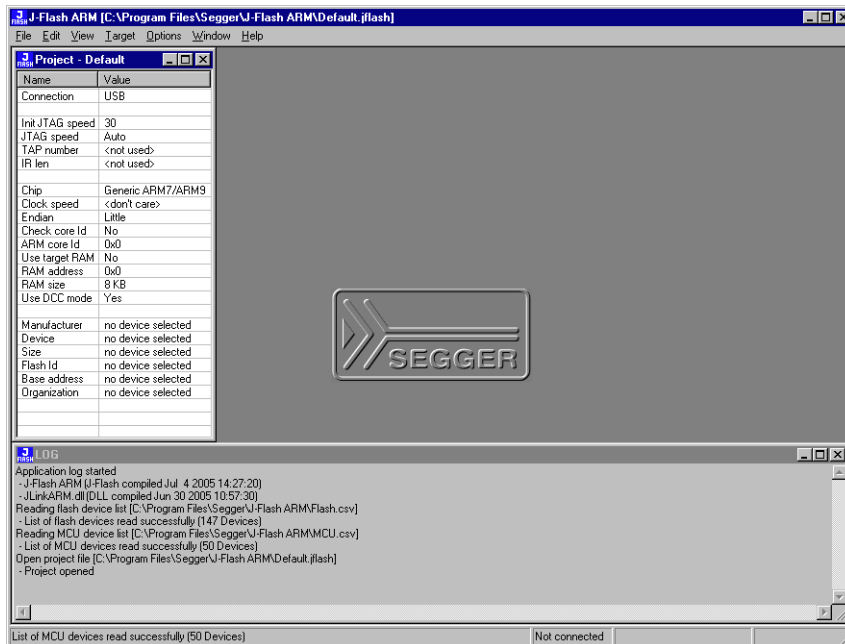 J-Flash ARM [C:\Program Files\Segger\J-Flash ARM\Default.jflash]
File Edit View Target Options Window Help
Project - Default
Name Value
Connection USB
Init JTAG speed 30
JTAG speed Auto
TAP number <not used>
IR len <not used>
Chip Generic ARM7/ARM9
Clock speed <don't care>
Endian Little
Check core Id No
ARM core Id 0x0
Use target RAM No
RAM address 0x0
RAM size 8 KB
Use DCC mode Yes
Manufacturer no device selected
Device no device selected
Size no device selected
Flash Id no device selected
Base address no device selected
Organization no device selected
SEGGER
LOG
Application log started
- J-Flash ARM (J-Flash compiled Jul 4 2005 14:27:20)
- JLinkARM.dll (DLL compiled Jun 30 2005 10:57:30)
Reading flash device list [C:\Program Files\Segger\J-Flash ARM\Flash.csv]
- List of flash devices read successfully (147 Devices)
Reading MCU device list [C:\Program Files\Segger\J-Flash ARM\MCU.csv]
- List of MCU devices read successfully (50 Devices)
Open project file [C:\Program Files\Segger\J-Flash ARM\Default.jflash]
- Project opened
List of MCU devices read successfully (50 Devices) Not connected